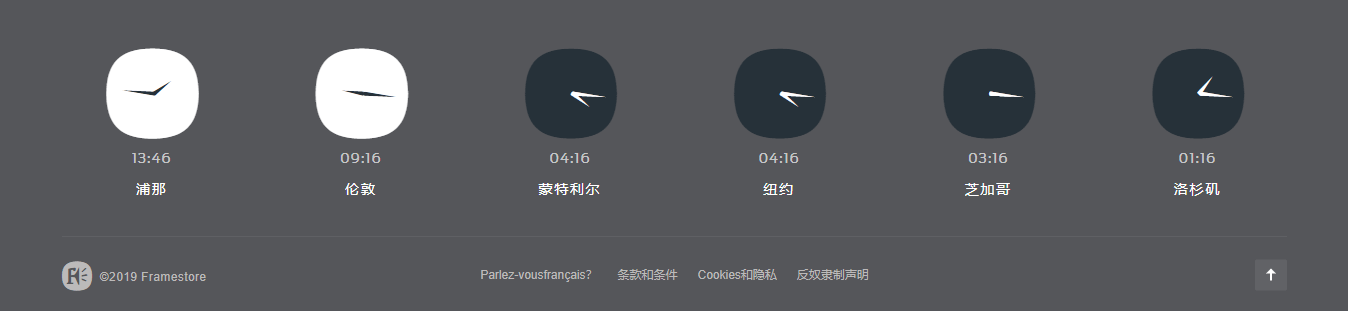 13:46 09:16 04:16 04:16 03:16 01:16
浦那 伦敦 蒙特利尔 纽约 芝加哥 洛杉矶
©2019 Framestore Parlez-vousfrançais? 条款和条件 Cookies和隐私 反奴隶制声明